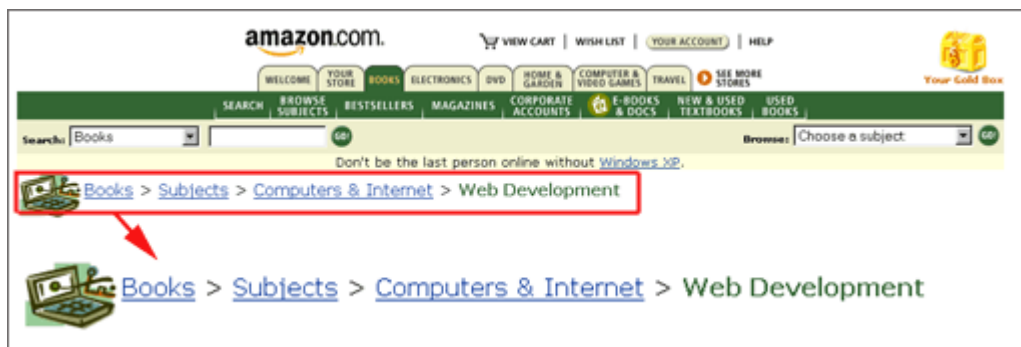 amazon.com.
VIEW CART | WISH LIST | YOUR ACCOUNT | HELP
WELCOME YOUR STORE BOOKS ELECTRONICS DVD HOME & GARDEN COMPUTER & VIDEO GAMES TRAVEL SEE MORE STORES
Your Gold Box
SEARCH BROWSE SUBJECTS BESTSELLERS MAGAZINES CORPORATE ACCOUNTS E-BOOKS & DOCS NEW & USED TEXTBOOKS USED BOOKS
Search: Books GO! Browse: Choose a subject GO!
Don't be the last person online without Windows XP.
Books > Subjects > Computers & Internet > Web Development
Books > Subjects > Computers & Internet > Web Development